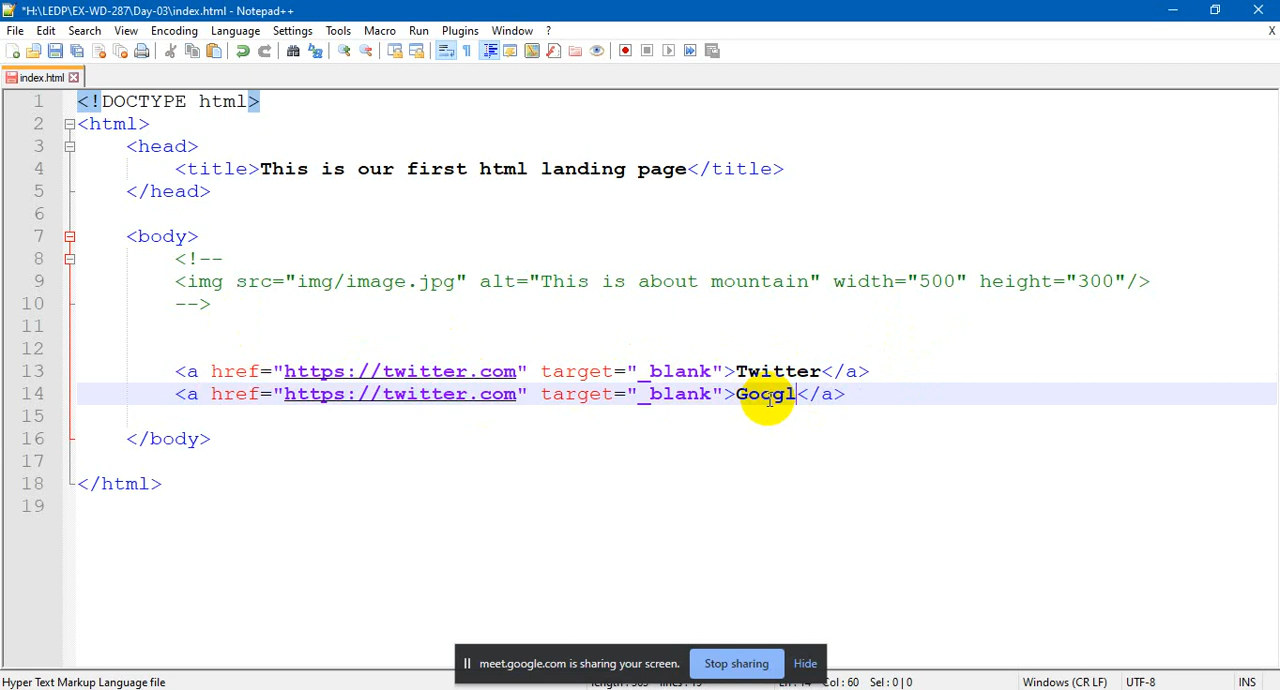 *H:\LEDP\EX-WD-287\Day-03\index.html - Notepad++
File Edit Search View Encoding Language Settings Tools Macro Run Plugins Window ? X
index.html
1 <!DOCTYPE html>
2 <html>
3 <head>
4 <title>This is our first html landing page</title>
5 </head>
6
7 <body>
8 <!--
9 <img src="img/image.jpg" alt="This is about mountain" width="500" height="300"/>
10 -->
11
12
13 <a href="https://twitter.com" target="_blank">Twitter</a>
14 <a href="https://twitter.com" target="_blank">Googl</a>
15
16 </body>
17
18 </html>
19
meet.google.com is sharing your screen. Stop sharing Hide
Hyper Text Markup Language file Col : 60 Sel : 0 | 0 Windows (CR LF) UTF-8 INS